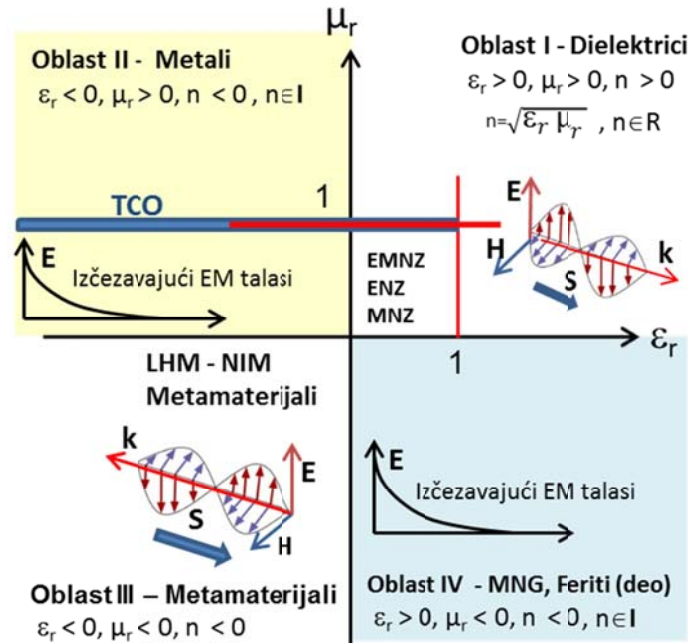 μr
Oblast II - Metali
εr < 0, μr > 0, n < 0, n∈I
Oblast I - Dielektrici
εr > 0, μr > 0, n > 0
n=√εr μr , n∈R
TCO
1
E
Izčezavajući EM talasi
EMNZ
ENZ
MNZ
E
H
S
k
εr
1
LHM - NIM
Metamaterijali
k
E
S
H
E
Izčezavajući EM talasi
Oblast III – Metamaterijali
εr < 0, μr < 0, n < 0
Oblast IV - MNG, Feriti (deo)
εr > 0, μr < 0, n < 0, n∈I